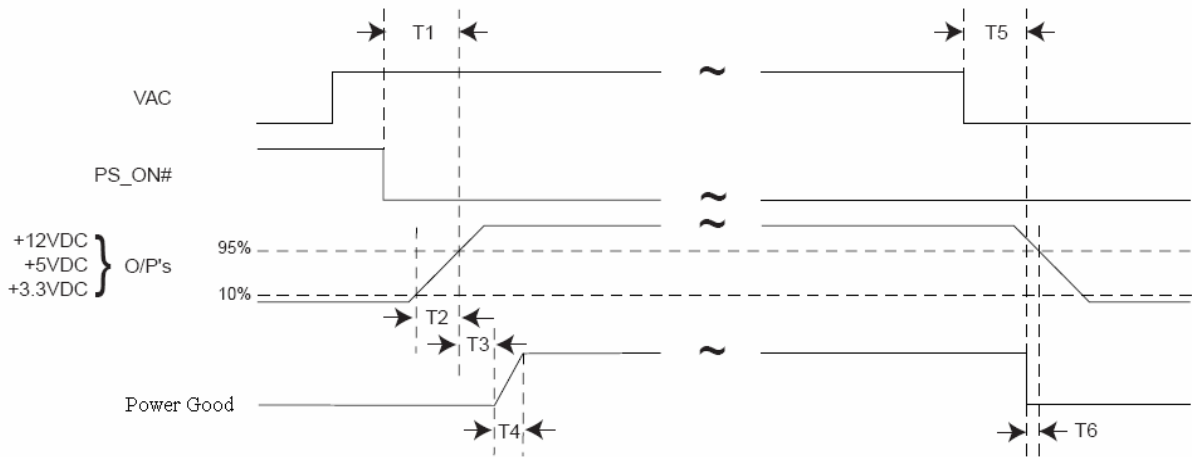 T1
T5
VAC
PS_ON#
+12VDC
+5VDC
+3.3VDC
O/P's
95%
10%
T2
T3
Power Good
T4
T6